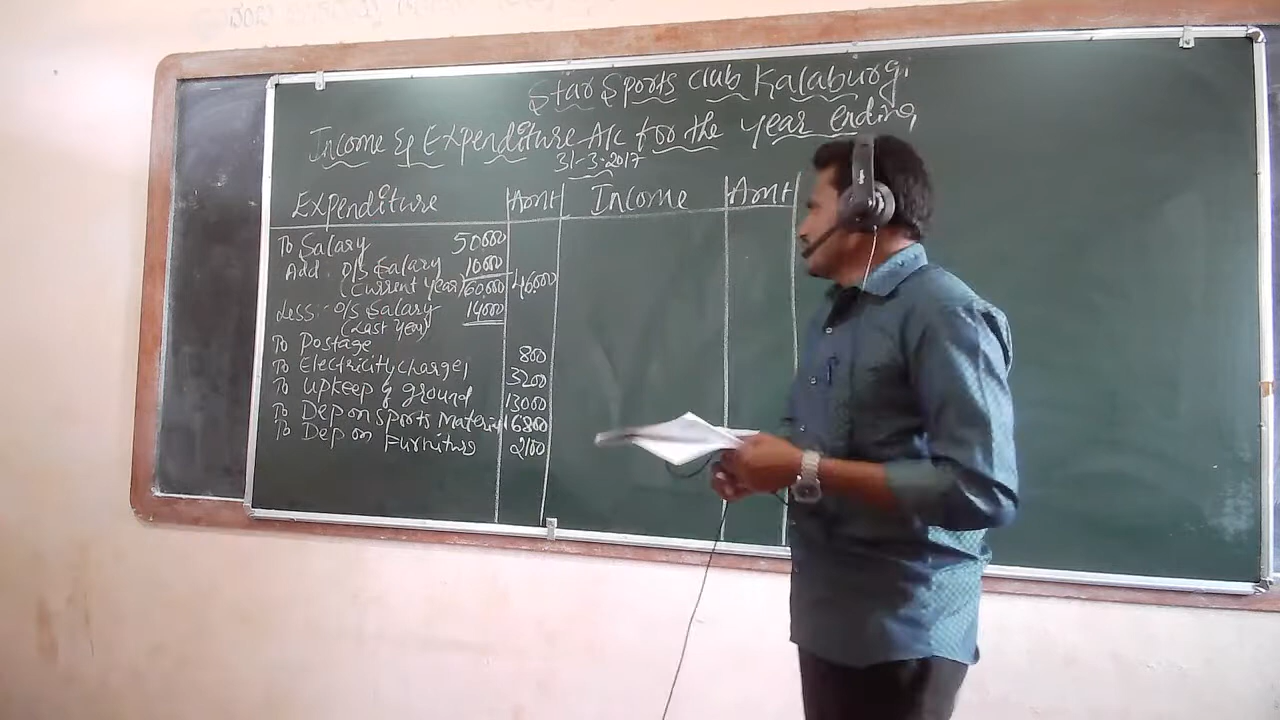 Star Sports club Kalaburgi
Income & Expenditure A/c for the year ending
31-3-2017
Expenditure Amt Income Amt
To Salary 50000
Add: o/s Salary 10000
(Current year) 60000 46000
Less:- o/s Salary 14000
(Last year)
To Postage 800
To Electricity charges 3200
To Upkeep of ground 13000
To Dep on Sports Material 16800
To Dep on Furniture 2100